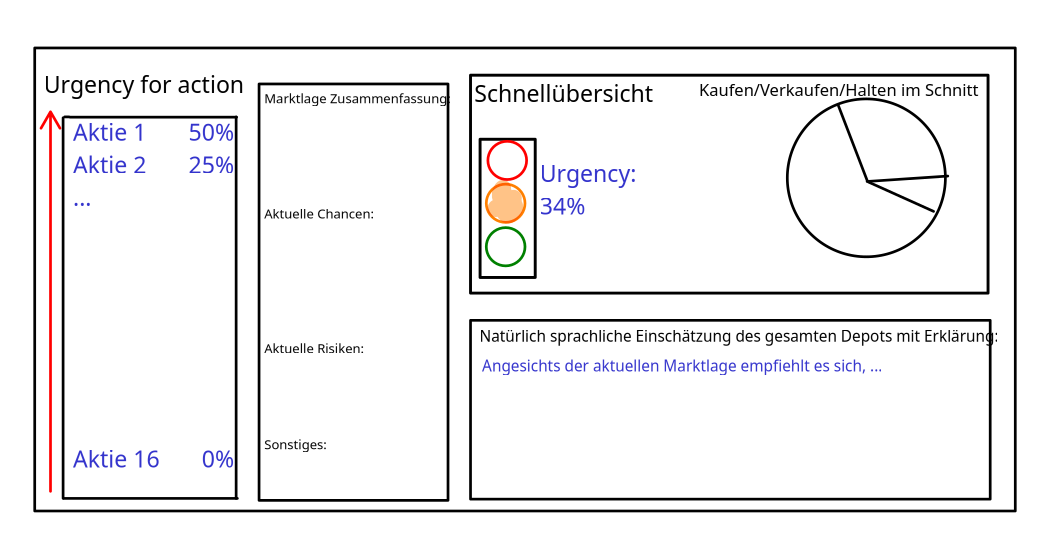 Urgency for action
Aktie 1 50%
Aktie 2 25%
...
Aktie 16 0%
Marktlage Zusammenfassung:
Aktuelle Chancen:
Aktuelle Risiken:
Sonstiges:
Schnellübersicht
Kaufen/Verkaufen/Halten im Schnitt
Urgency:
34%
Natürlich sprachliche Einschätzung des gesamten Depots mit Erklärung:
Angesichts der aktuellen Marktlage empfiehlt es sich, ...